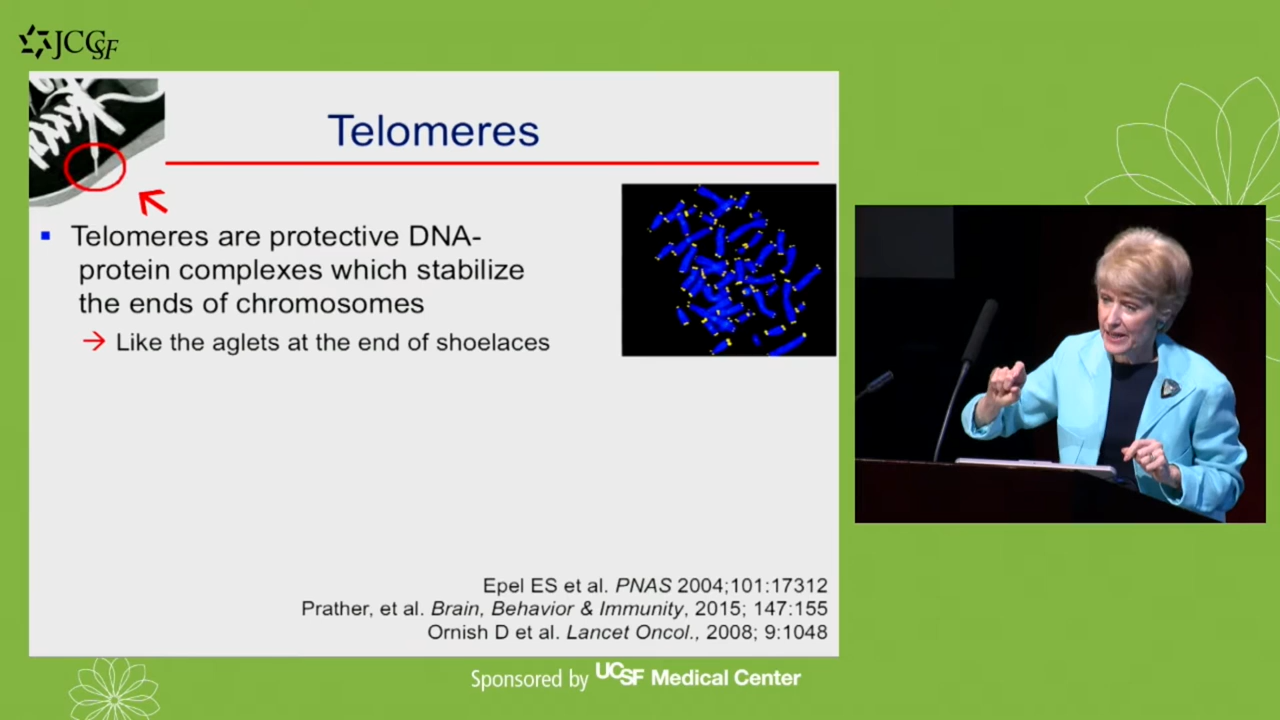 JCCSF
Telomeres
Telomeres are protective DNA-
protein complexes which stabilize
the ends of chromosomes
→ Like the aglets at the end of shoelaces
Epel ES et al. PNAS 2004;101:17312
Prather, et al. Brain, Behavior & Immunity, 2015; 147:155
Ornish D et al. Lancet Oncol., 2008; 9:1048
Sponsored by UCSF Medical Center